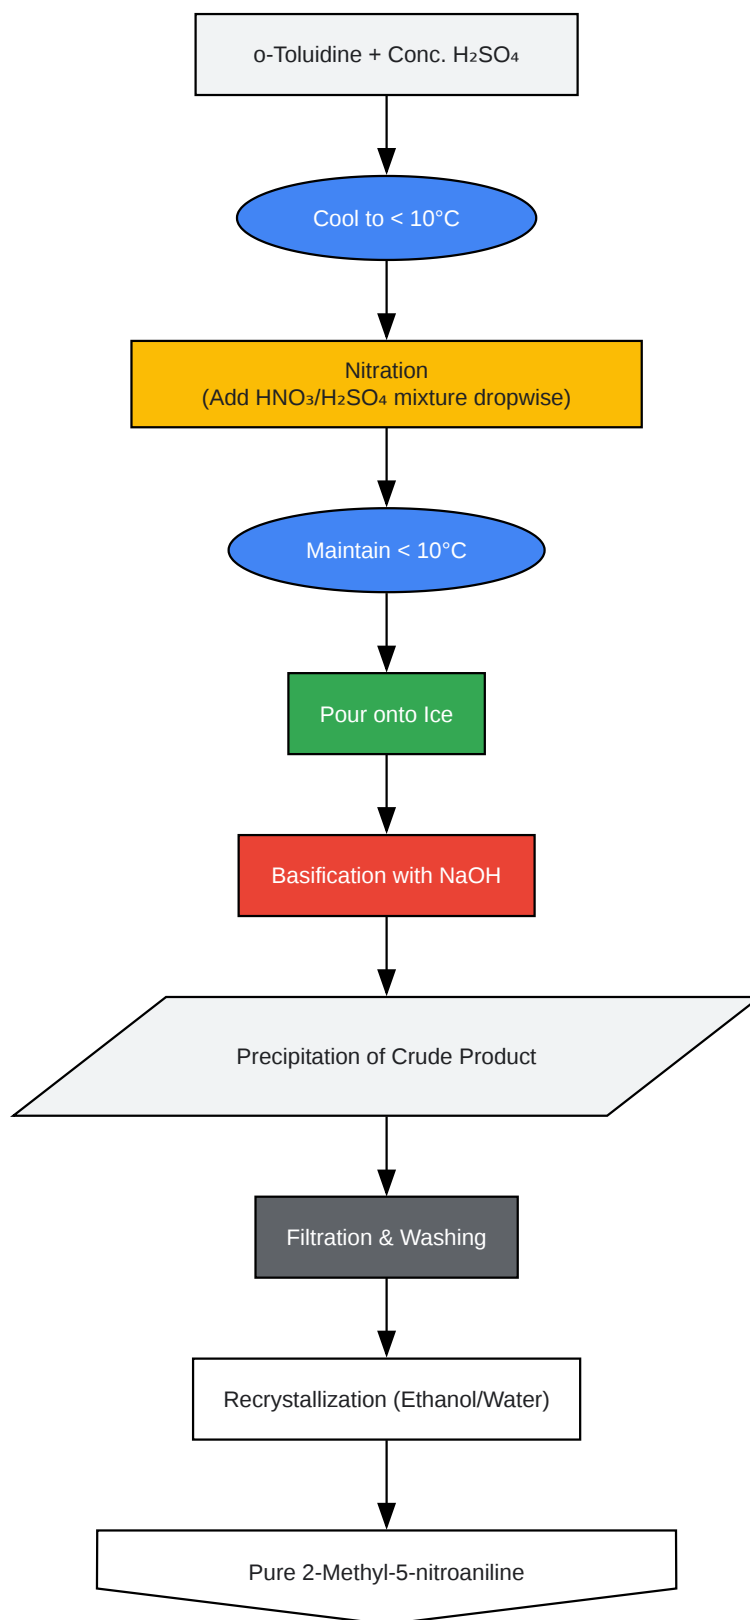 o-Toluidine + Conc. H₂SO₄
Cool to < 10°C
Nitration
(Add HNO₃/H₂SO₄ mixture dropwise)
Maintain < 10°C
Pour onto Ice
Basification with NaOH
Precipitation of Crude Product
Filtration & Washing
Recrystallization (Ethanol/Water)
Pure 2-Methyl-5-nitroaniline